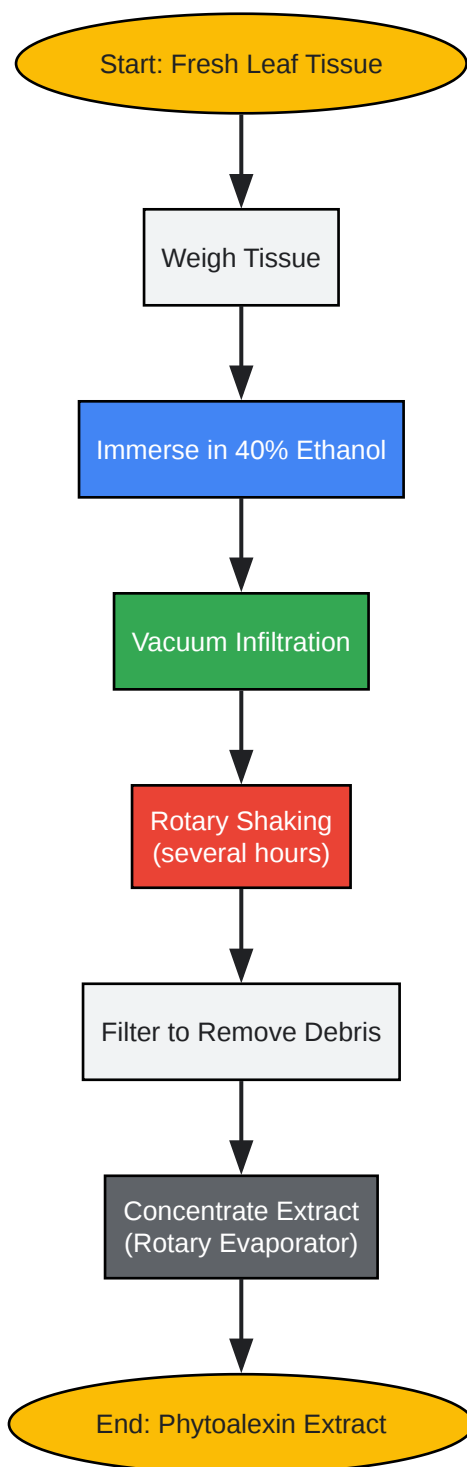 Start: Fresh Leaf Tissue
Weigh Tissue
Immerse in 40% Ethanol
Vacuum Infiltration
Rotary Shaking
(several hours)
Filter to Remove Debris
Concentrate Extract
(Rotary Evaporator)
End: Phytoalexin Extract